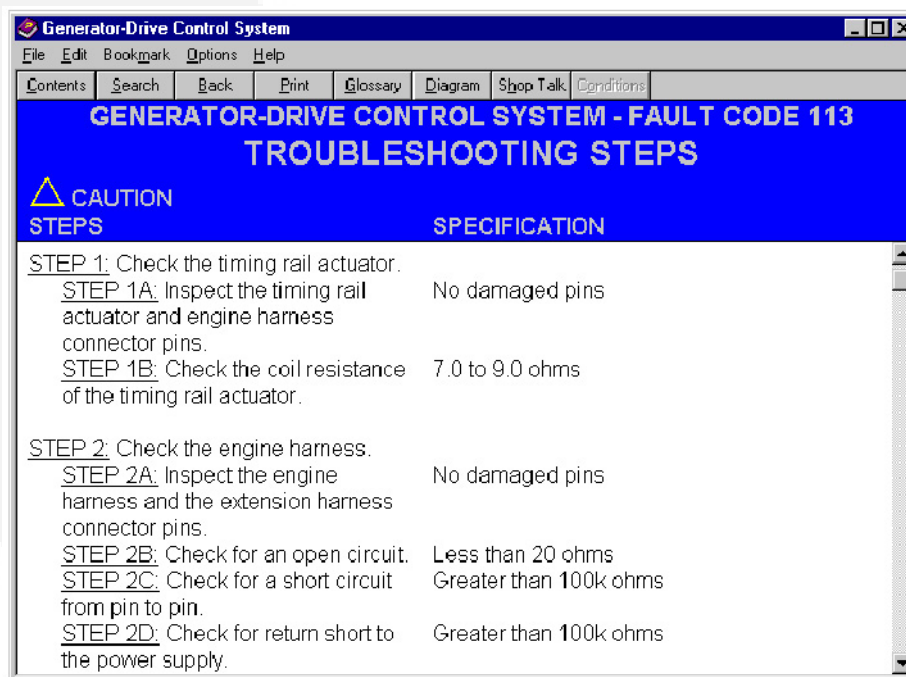 Generator-Drive Control System
File Edit Bookmark Options Help
Contents Search Back Print Glossary Diagram Shop Talk Conditions
GENERATOR-DRIVE CONTROL SYSTEM - FAULT CODE 113
TROUBLESHOOTING STEPS
CAUTION
STEPS SPECIFICATION
STEP 1: Check the timing rail actuator.
STEP 1A: Inspect the timing rail No damaged pins
actuator and engine harness
connector pins.
STEP 1B: Check the coil resistance 7.0 to 9.0 ohms
of the timing rail actuator.
STEP 2: Check the engine harness.
STEP 2A: Inspect the engine No damaged pins
harness and the extension harness
connector pins.
STEP 2B: Check for an open circuit. Less than 20 ohms
STEP 2C: Check for a short circuit Greater than 100k ohms
from pin to pin.
STEP 2D: Check for return short to Greater than 100k ohms
the power supply.